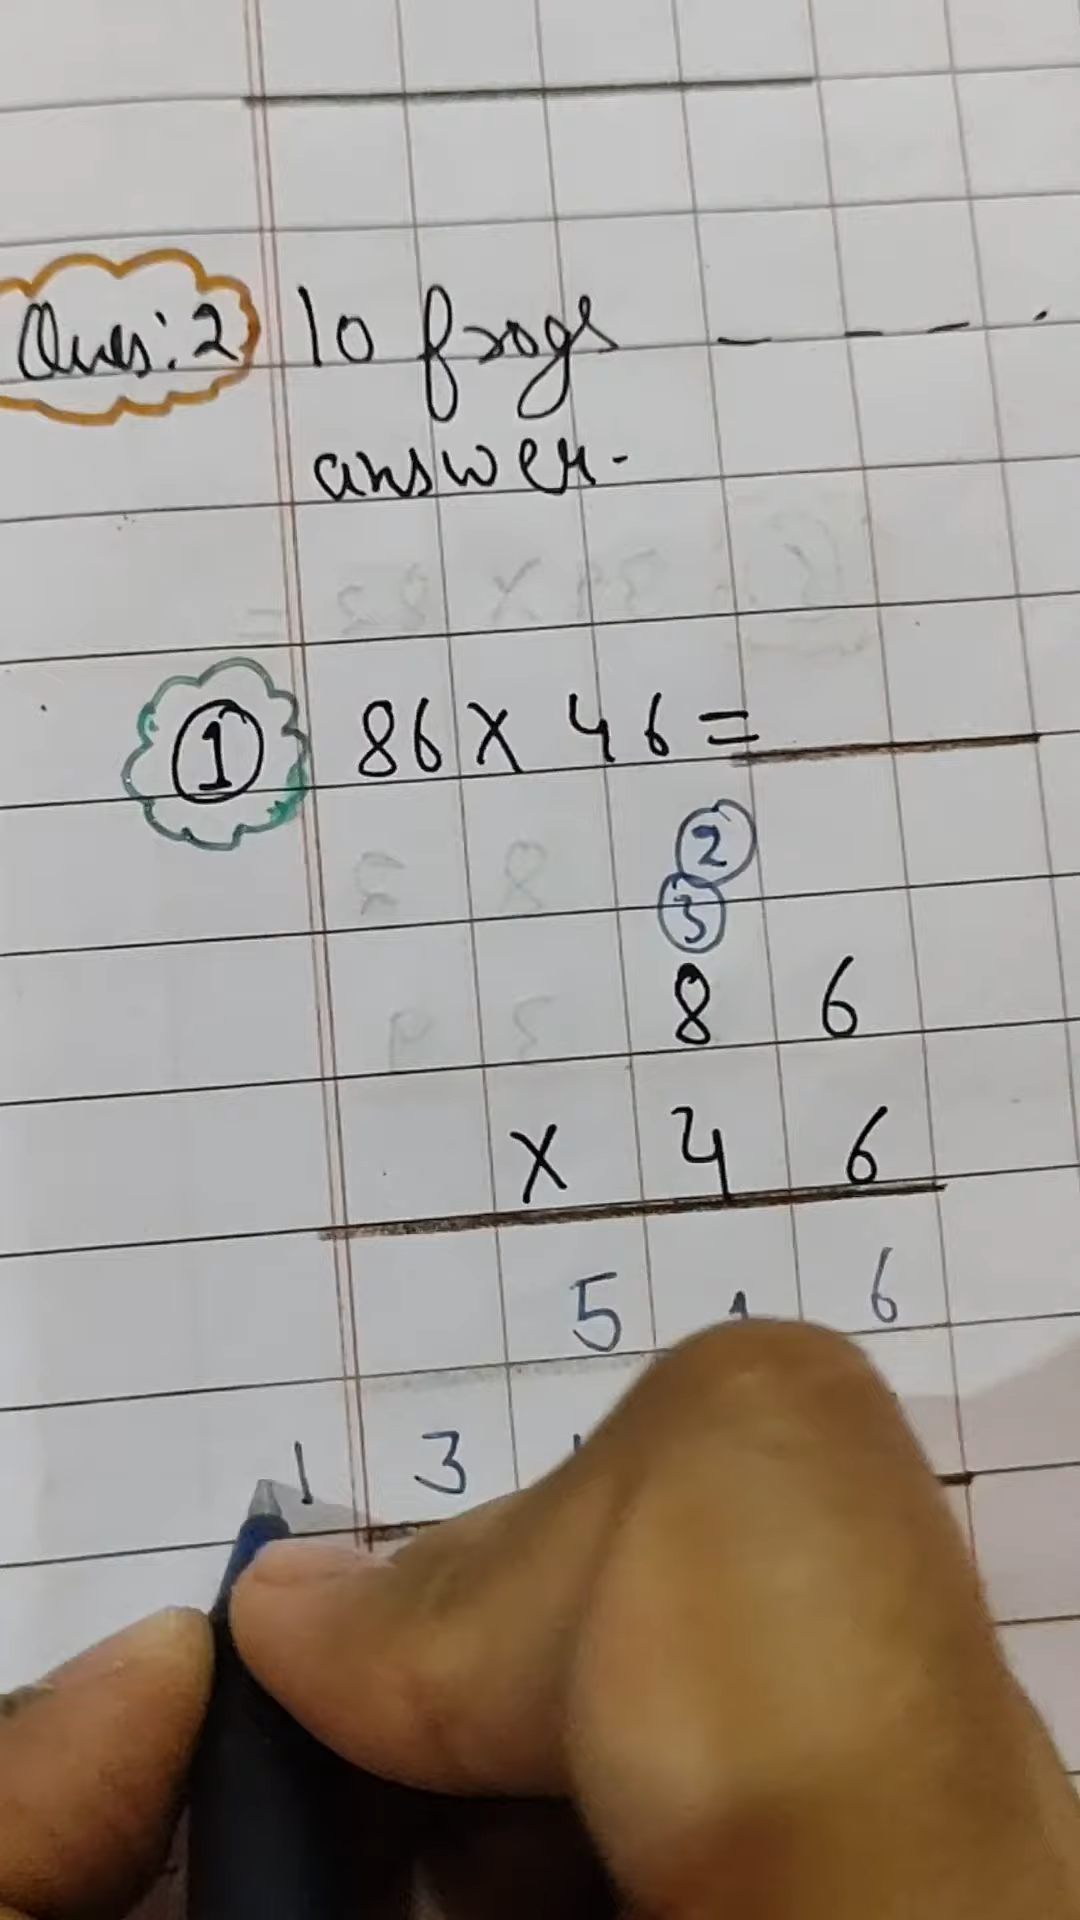 Ques: 2 10 frogs _ _ _ .
answer.
1 86 x 46 =
2
3
8 6
x 4 6
5 6
1 3